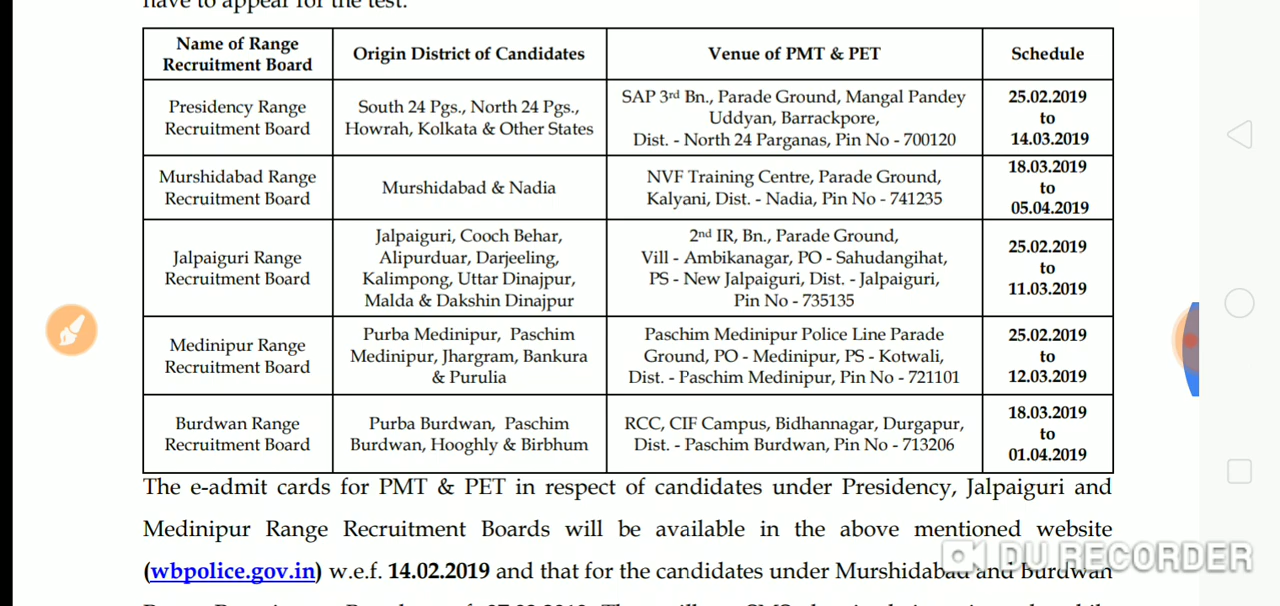 have to appear for the test.
Name of Range
Recruitment Board
Origin District of Candidates
Venue of PMT & PET
Schedule
Presidency Range
Recruitment Board
South 24 Pgs., North 24 Pgs.,
Howrah, Kolkata & Other States
SAP 3rd Bn., Parade Ground, Mangal Pandey
Uddyan, Barrackpore,
Dist. - North 24 Parganas, Pin No - 700120
25.02.2019
to
14.03.2019
Murshidabad Range
Recruitment Board
Murshidabad & Nadia
NVF Training Centre, Parade Ground,
Kalyani, Dist. - Nadia, Pin No - 741235
18.03.2019
to
05.04.2019
Jalpaiguri Range
Recruitment Board
Jalpaiguri, Cooch Behar,
Alipurduar, Darjeeling,
Kalimpong, Uttar Dinajpur,
Malda & Dakshin Dinajpur
2nd IR, Bn., Parade Ground,
Vill - Ambikanagar, PO - Sahudangihat,
PS - New Jalpaiguri, Dist. - Jalpaiguri,
Pin No - 735135
25.02.2019
to
11.03.2019
Medinipur Range
Recruitment Board
Purba Medinipur, Paschim
Medinipur, Jhargram, Bankura
& Purulia
Paschim Medinipur Police Line Parade
Ground, PO - Medinipur, PS - Kotwali,
Dist. - Paschim Medinipur, Pin No - 721101
25.02.2019
to
12.03.2019
Burdwan Range
Recruitment Board
Purba Burdwan, Paschim
Burdwan, Hooghly & Birbhum
RCC, CIF Campus, Bidhannagar, Durgapur,
Dist. - Paschim Burdwan, Pin No - 713206
18.03.2019
to
01.04.2019
The e-admit cards for PMT & PET in respect of candidates under Presidency, Jalpaiguri and
Medinipur Range Recruitment Boards will be available in the above mentioned website
(wbpolice.gov.in) w.e.f. 14.02.2019 and that for the candidates under Murshidabad and Burdwan
DU RECORDER